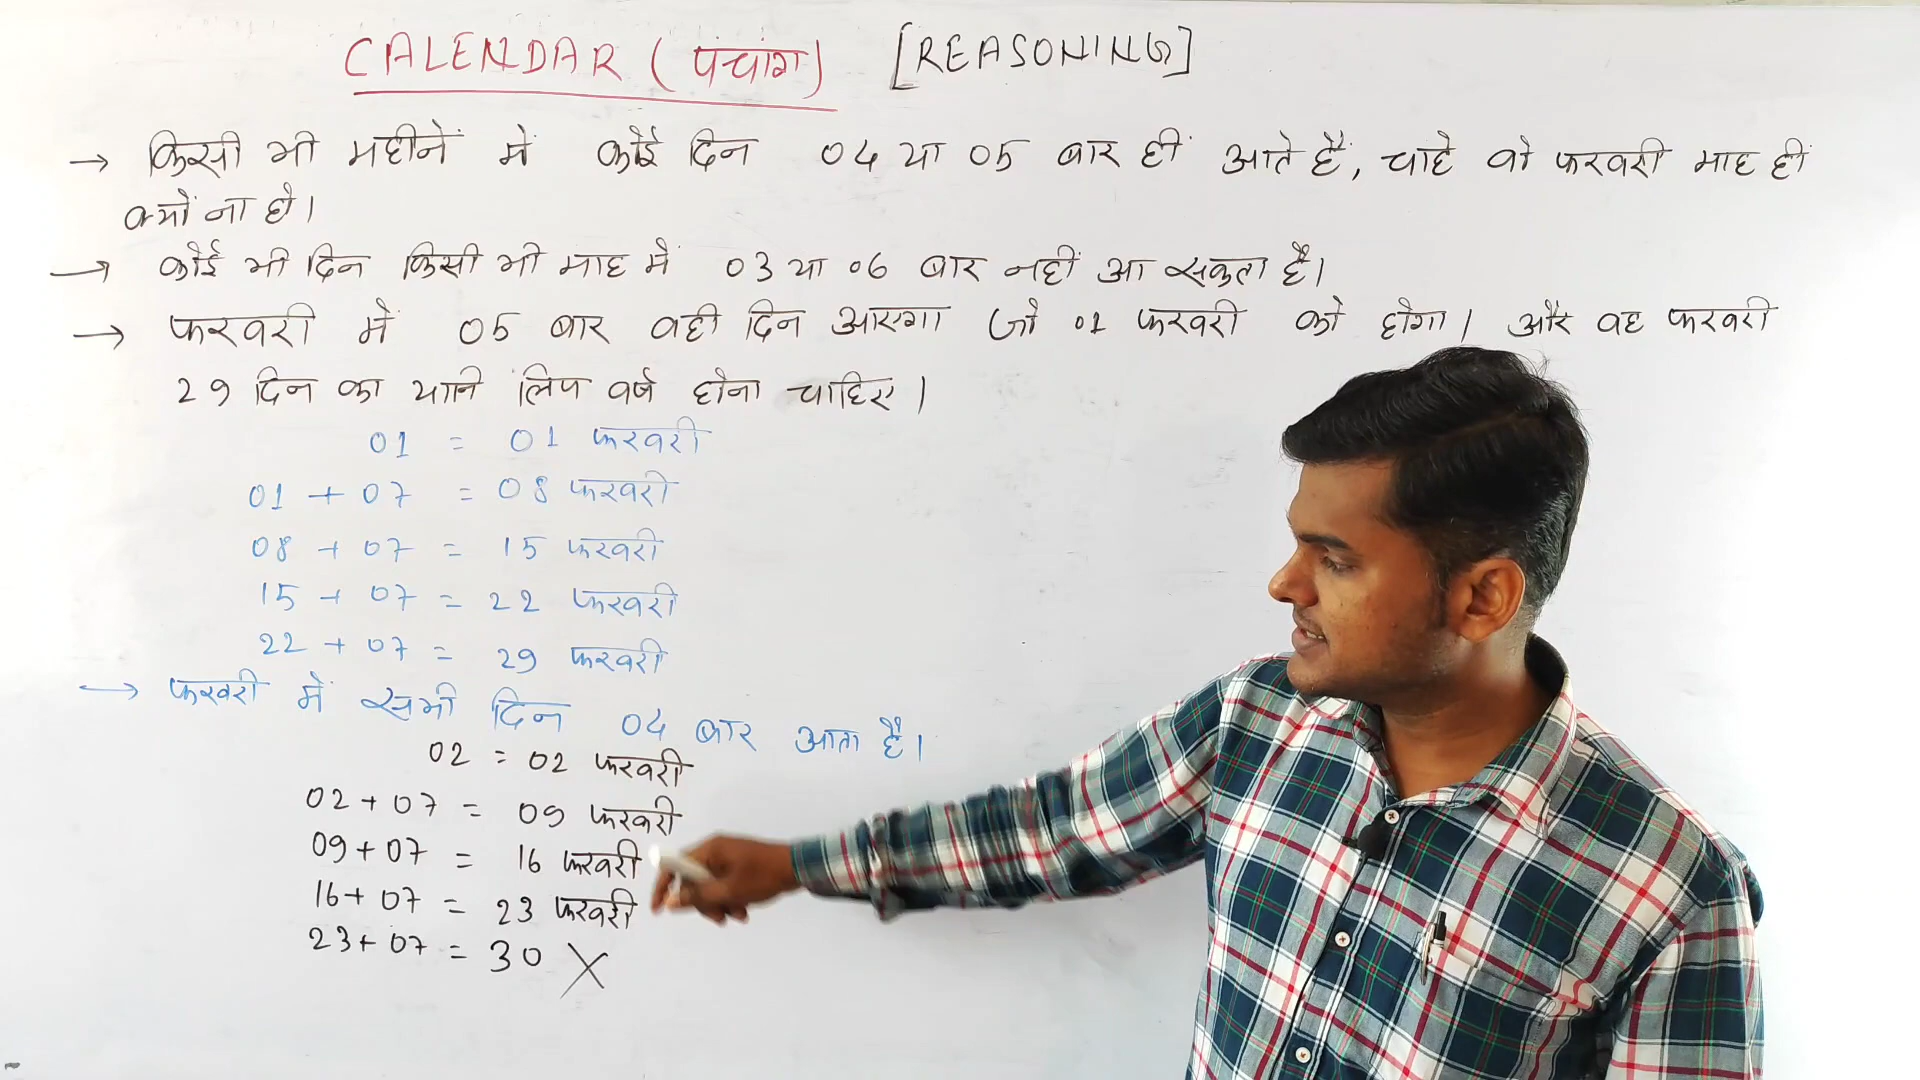 CALENDAR (पंचांग) [REASONING]
→ किसी भी महीनें में कोई दिन 04 या 05 बार हीं आते हैं, चाहे वो फरवरी माह ही
क्यों ना हो।
→ कोई भी दिन किसी भी माह में 03 या 06 बार नहीं आ सकता है।
→ फरवरी में 05 बार वही दिन आएगा जो 01 फरवरी को होगा। और वह फरवरी
29 दिन का यानि लिप वर्ष होना चाहिए।
01 = 01 फरवरी
01 + 07 = 08 फरवरी
08 + 07 = 15 फरवरी
15 + 07 = 22 फरवरी
22 + 07 = 29 फरवरी
→ फरवरी में सभी दिन 04 बार आता है।
02 = 02 फरवरी
02 + 07 = 09 फरवरी
09 + 07 = 16 फरवरी
16 + 07 = 23 फरवरी
23 + 07 = 30 X